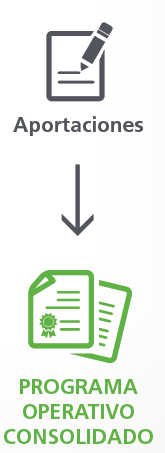 Aportaciones
PROGRAMA
OPERATIVO
CONSOLIDADO